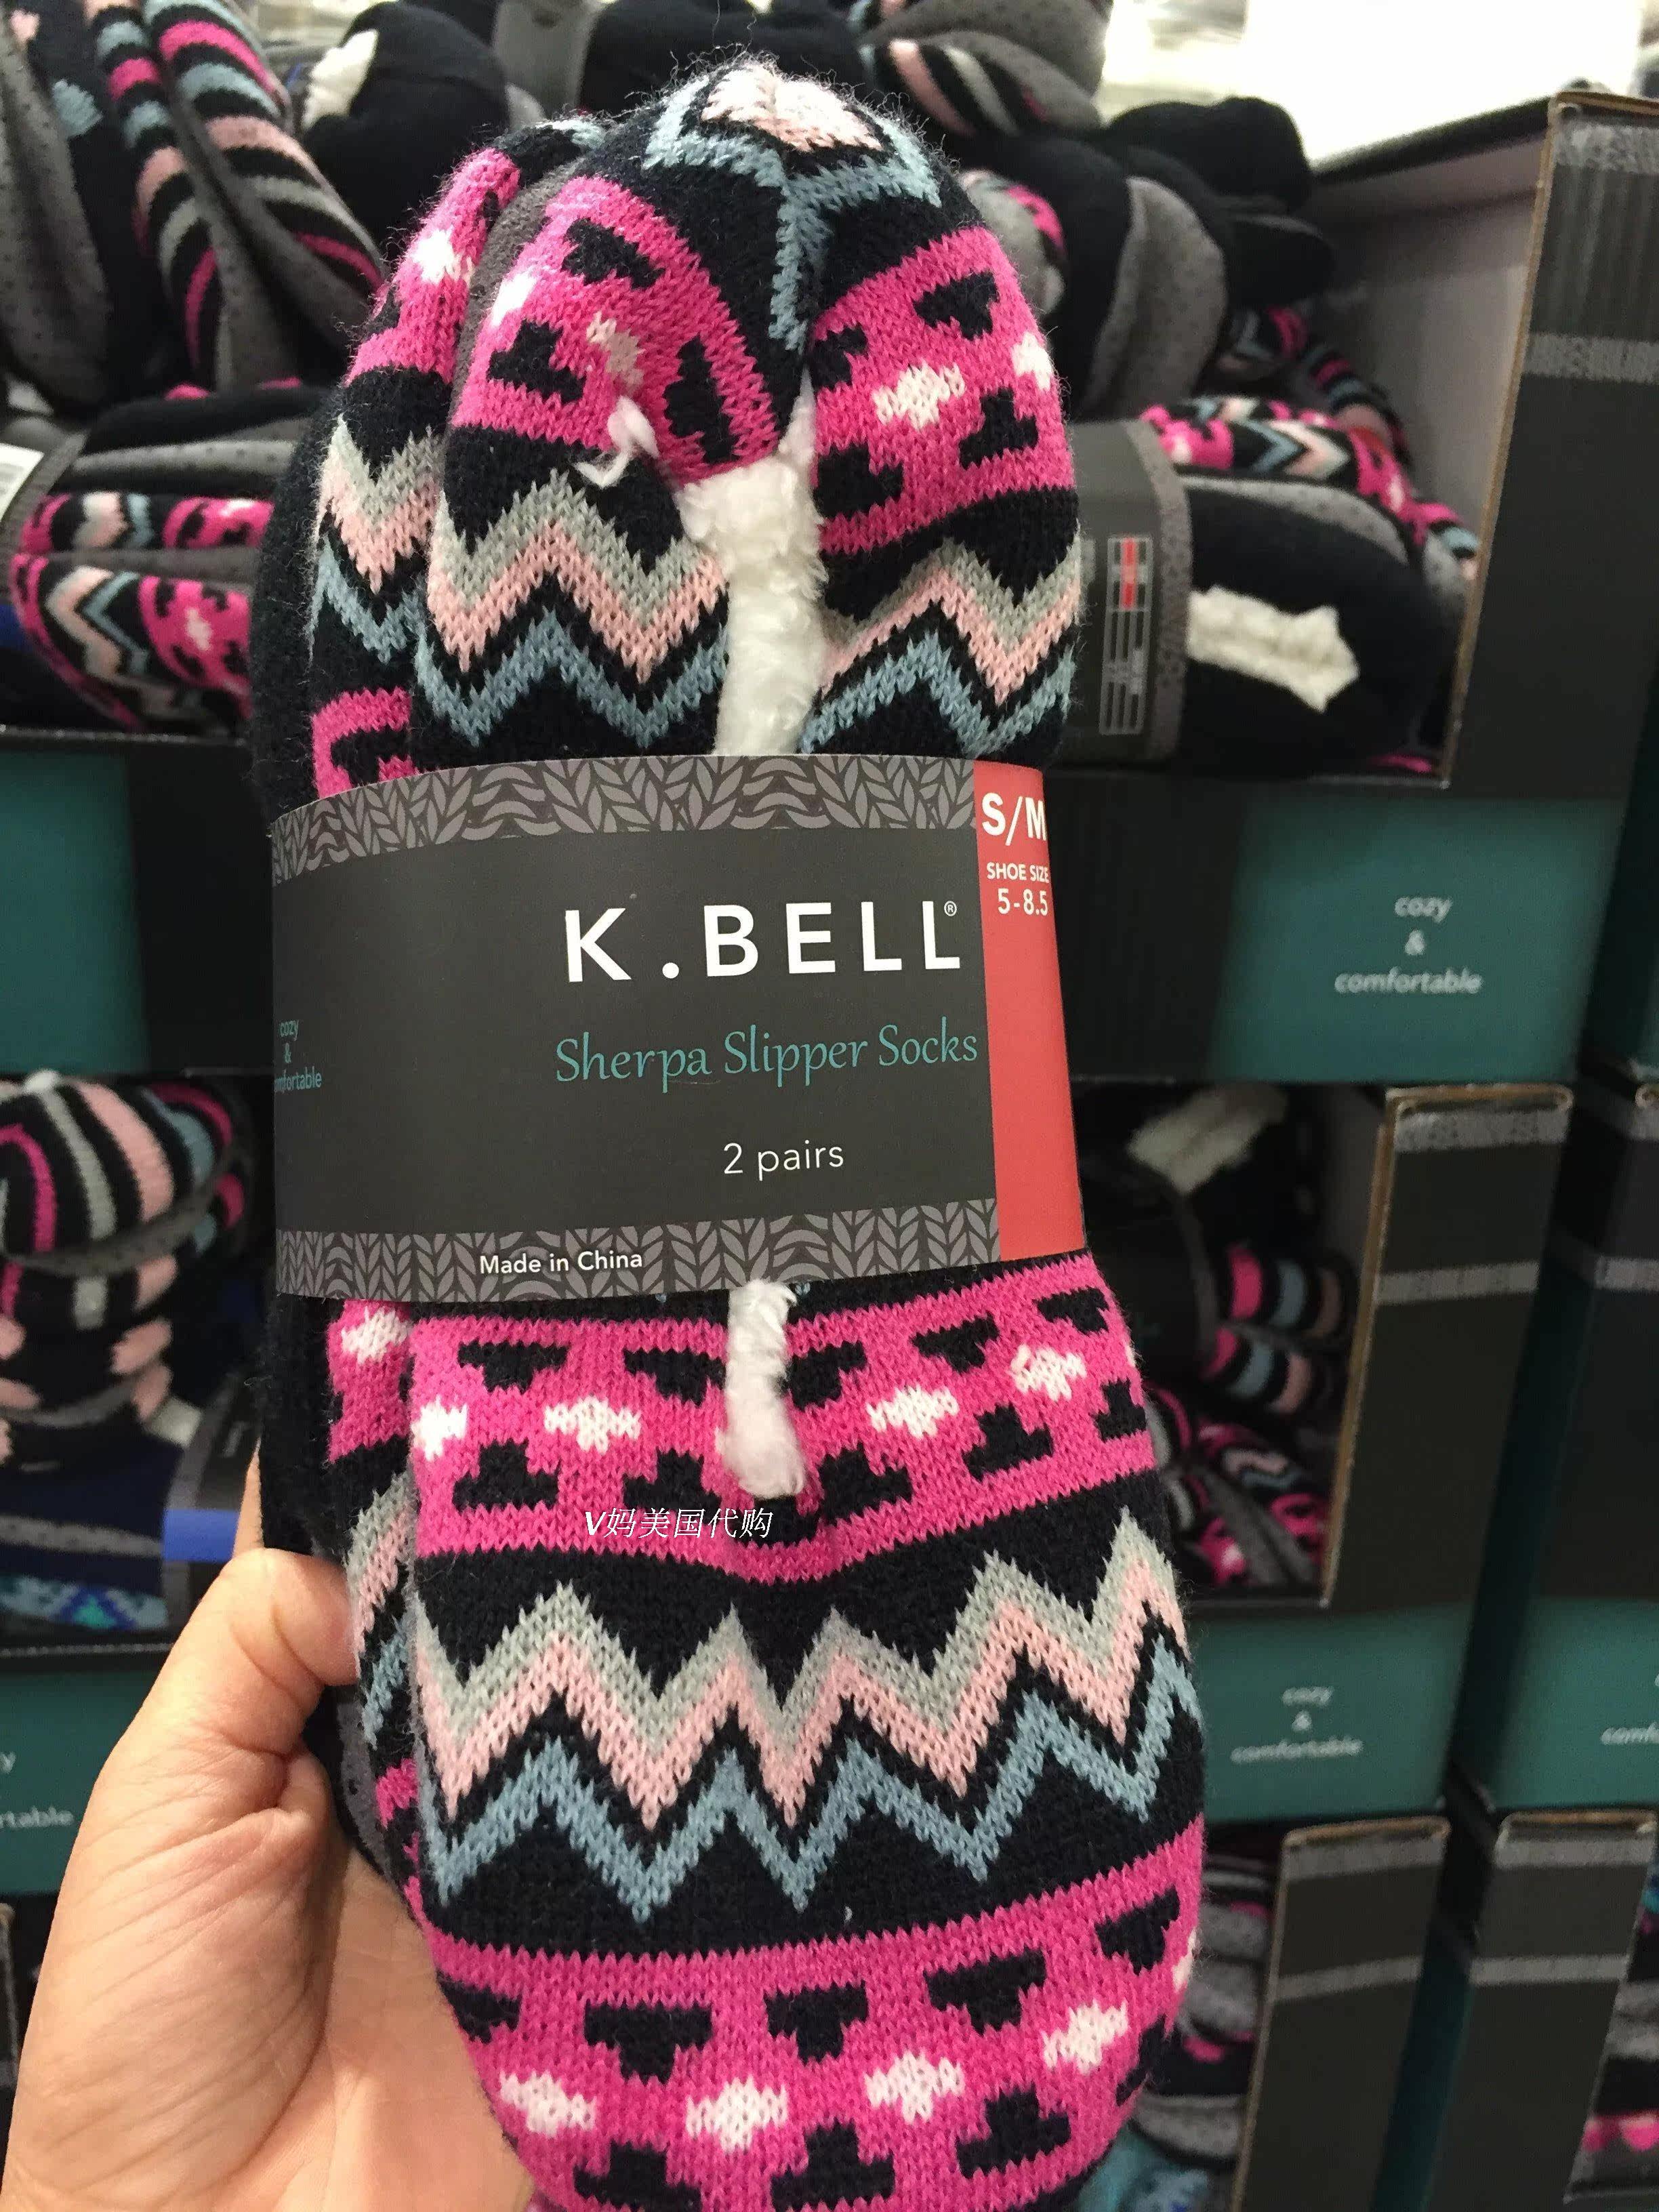 S/M
SHOE SIZE
5-8.5
K.BELL®
Sherpa Slipper Socks
2 pairs
Made in China
cozy
&
V妈美国代购
cozy
&
comfortable
cozy
&
comfortable